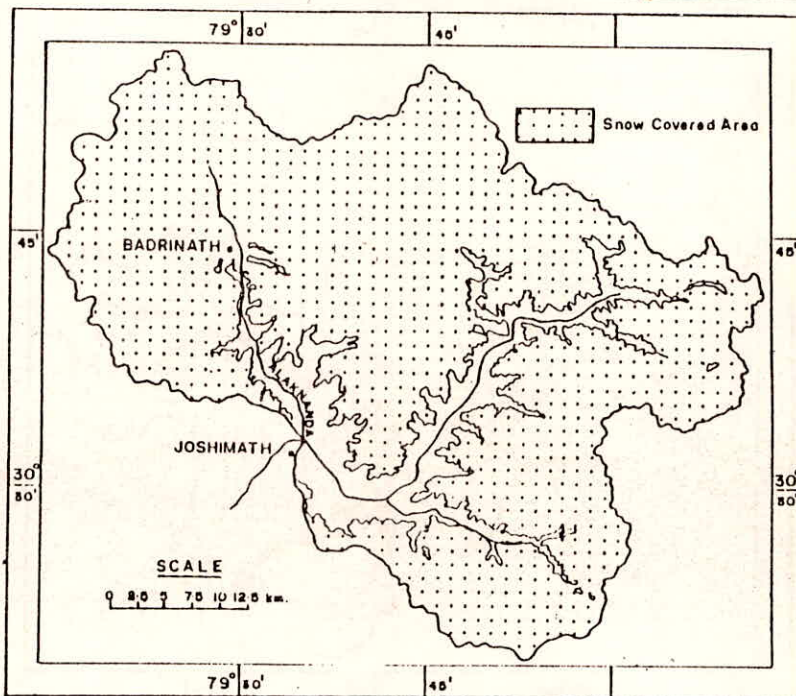 79° 30'
45'
Snow Covered Area
45'
45'
BADRINATH
ALAKNANDA
JOSHIMATH
30°
30'
30°
30'
SCALE
0 2.5 5 7.5 10 12.5 km.
79° 30'
45'